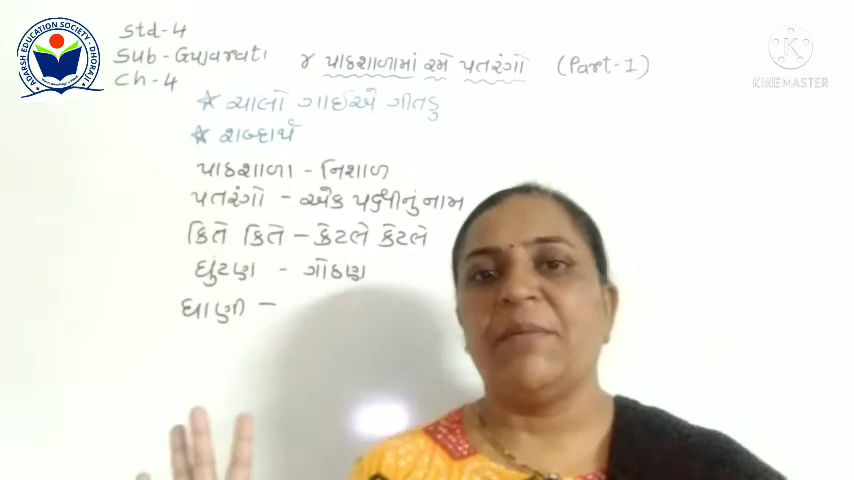 ADARSH EDUCATION SOCIETY - DHORAJI
Std-4
Sub-Gujarati
Ch-4
૪ પાઠશાળામાં રમે પતરંગો (Part-1)
★ ચાલો ગાઈએ ગીતડુ
★ શબ્દાર્થ
પાઠશાળા - નિશાળ
પતરંગો - એક પક્ષીનું નામ
કિતે કિતે - કેટલે કેટલે
ઘુંટણ - ગોઠણ
ઘાણી -
K
KINEMASTER